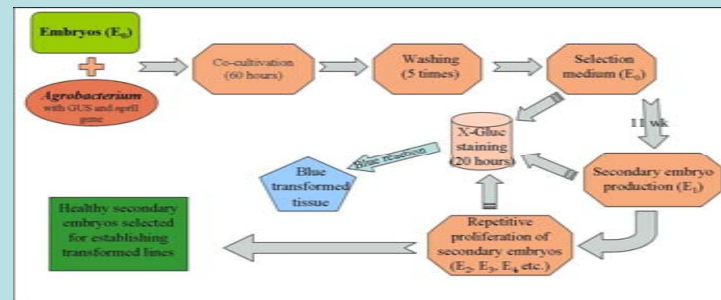 Embryos (E₀)
Agrobacterium
with GUS and nptII
gene
Co-cultivation
(60 hours)
Washing
(5 times)
Selection
medium (E₀)
11 wk
X-Gluc
staining
(20 hours)
Blue reaction
Blue
transformed
tissue
Secondary embryo
production (E₁)
Healthy secondary
embryos selected
for establishing
transformed lines
Repetitive
proliferation of
secondary embryos
(E₂, E₃, E₄ etc.)